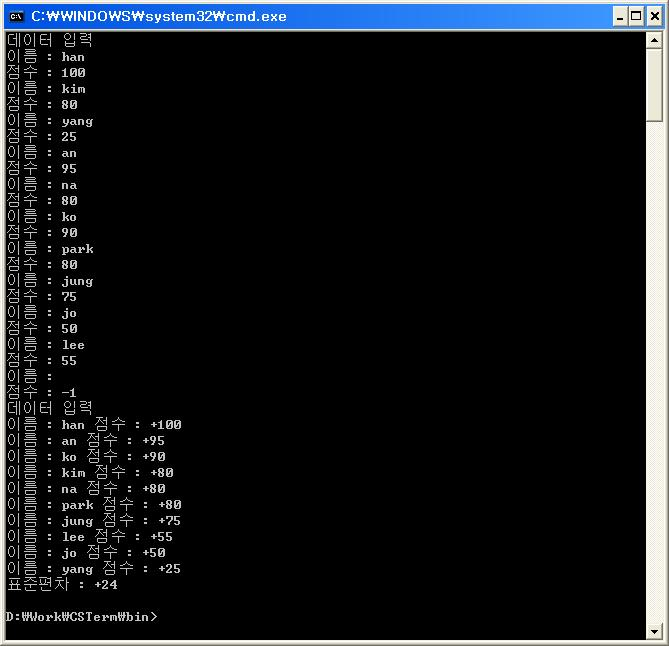 C:₩WINDOWS₩system32₩cmd.exe
데이터 입력
이름 : han
점수 : 100
이름 : kim
점수 : 80
이름 : yang
점수 : 25
이름 : an
점수 : 95
이름 : na
점수 : 80
이름 : ko
점수 : 90
이름 : park
점수 : 80
이름 : jung
점수 : 75
이름 : jo
점수 : 50
이름 : lee
점수 : 55
이름 :
점수 : -1
데이터 입력
이름 : han 점수 : +100
이름 : an 점수 : +95
이름 : ko 점수 : +90
이름 : kim 점수 : +80
이름 : na 점수 : +80
이름 : park 점수 : +80
이름 : jung 점수 : +75
이름 : lee 점수 : +55
이름 : jo 점수 : +50
이름 : yang 점수 : +25
표준편차 : +24
D:₩Work₩CSTerm₩bin>